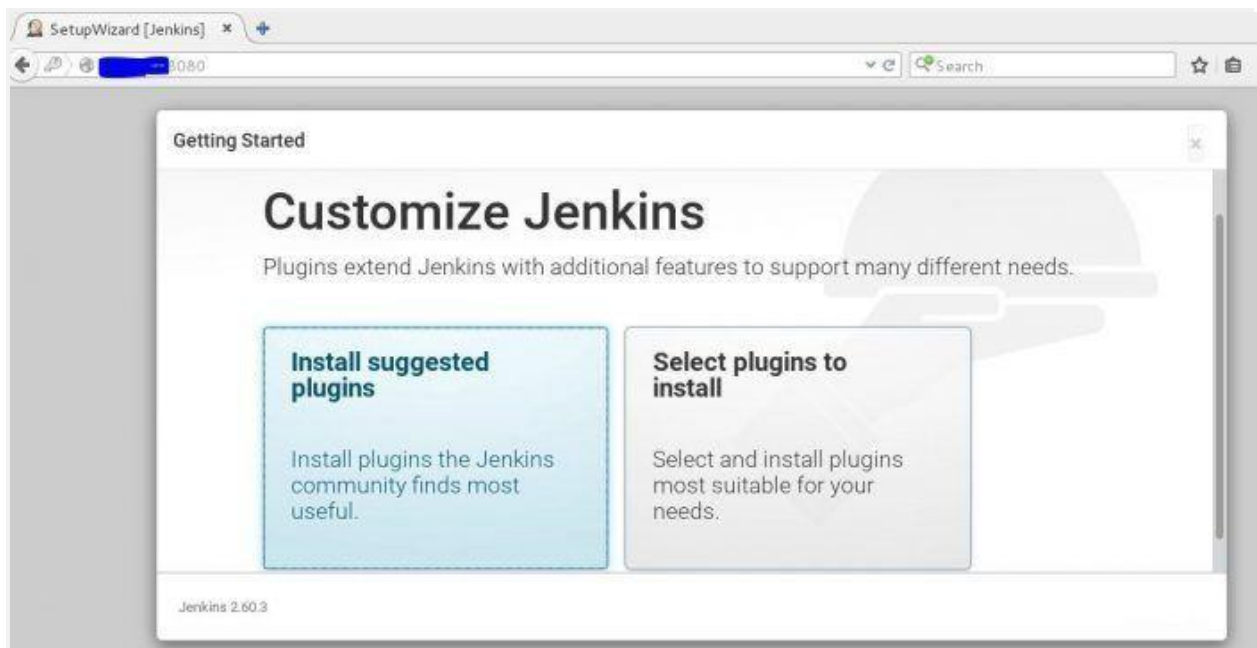 SetupWizard [Jenkins]
8080
Search
Getting Started
Customize Jenkins
Plugins extend Jenkins with additional features to support many different needs.
Install suggested
plugins
Install plugins the Jenkins
community finds most
useful.
Select plugins to
install
Select and install plugins
most suitable for your
needs.
Jenkins 2.60.3